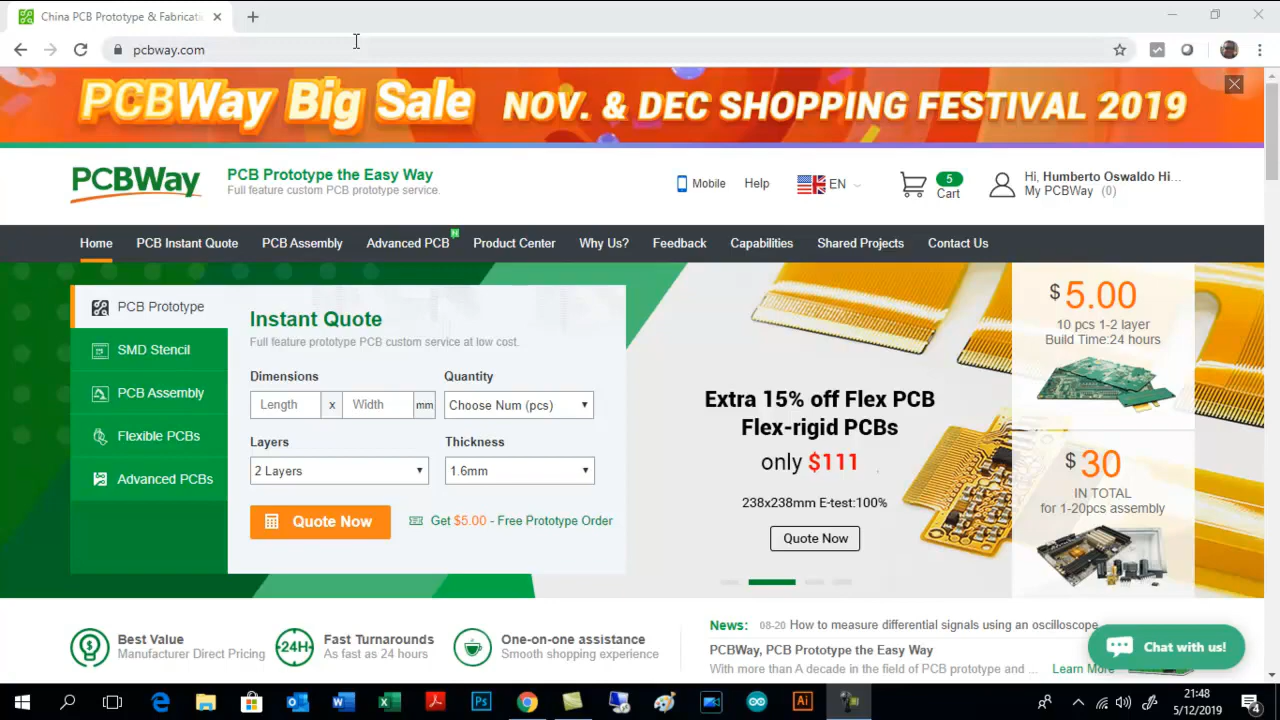 China PCB Prototype & Fabricati
pcbway.com
PCBWay Big Sale NOV. & DEC SHOPPING FESTIVAL 2019
PCBWay
PCB Prototype the Easy Way
Full feature custom PCB prototype service.
Mobile
Help
EN
5
Cart
Hi, Humberto Oswaldo Hi...
My PCBWay (0)
Home
PCB Instant Quote
PCB Assembly
Advanced PCB
N
Product Center
Why Us?
Feedback
Capabilities
Shared Projects
Contact Us
PCB Prototype
SMD Stencil
PCB Assembly
Flexible PCBs
Advanced PCBs
Instant Quote
Full feature prototype PCB custom service at low cost.
Dimensions
Quantity
Length x Width mm
Choose Num (pcs)
Layers
Thickness
2 Layers
1.6mm
Quote Now
Get $5.00 - Free Prototype Order
Extra 15% off Flex PCB
Flex-rigid PCBs
only $111
238x238mm E-test:100%
Quote Now
$ 5.00
10 pcs 1-2 layer
Build Time:24 hours
$ 30
IN TOTAL
for 1-20pcs assembly
Best Value
Manufacturer Direct Pricing
24H
Fast Turnarounds
As fast as 24 hours
One-on-one assistance
Smooth shopping experience
News: 08-20 How to measure differential signals using an oscilloscope
PCBWay, PCB Prototype the Easy Way
With more than A decade in the field of PCB prototype and ... Learn More
Chat with us!
Ps
Ai
21:48
5/12/2019
4